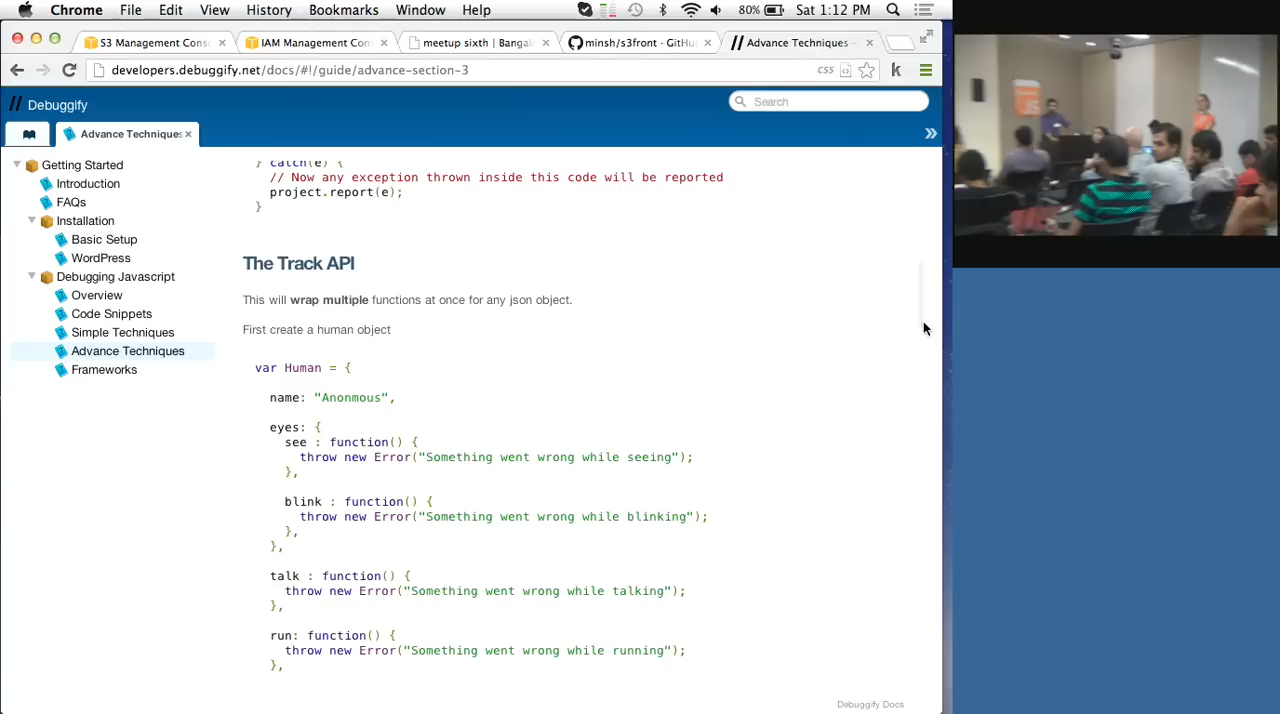 Chrome File Edit View History Bookmarks Window Help 80% Sat 1:12 PM
S3 Management Cons × IAM Management Con × meetup sixth | Bangal × minsh/s3front · GitHu × // Advance Techniques - ×
developers.debuggify.net/docs/#!/guide/advance-section-3 CSS k
// Debuggify Search
Advance Techniques × »
Getting Started
Introduction
FAQs
Installation
Basic Setup
WordPress
Debugging Javascript
Overview
Code Snippets
Simple Techniques
Advance Techniques
Frameworks
} catch(e) {
// Now any exception thrown inside this code will be reported
project.report(e);
}
The Track API
This will wrap multiple functions at once for any json object.
First create a human object
var Human = {
name: "Anonmous",
eyes: {
see : function() {
throw new Error("Something went wrong while seeing");
},
blink : function() {
throw new Error("Something went wrong while blinking");
},
},
talk : function() {
throw new Error("Something went wrong while talking");
},
run: function() {
throw new Error("Something went wrong while running");
},
Debuggify Docs